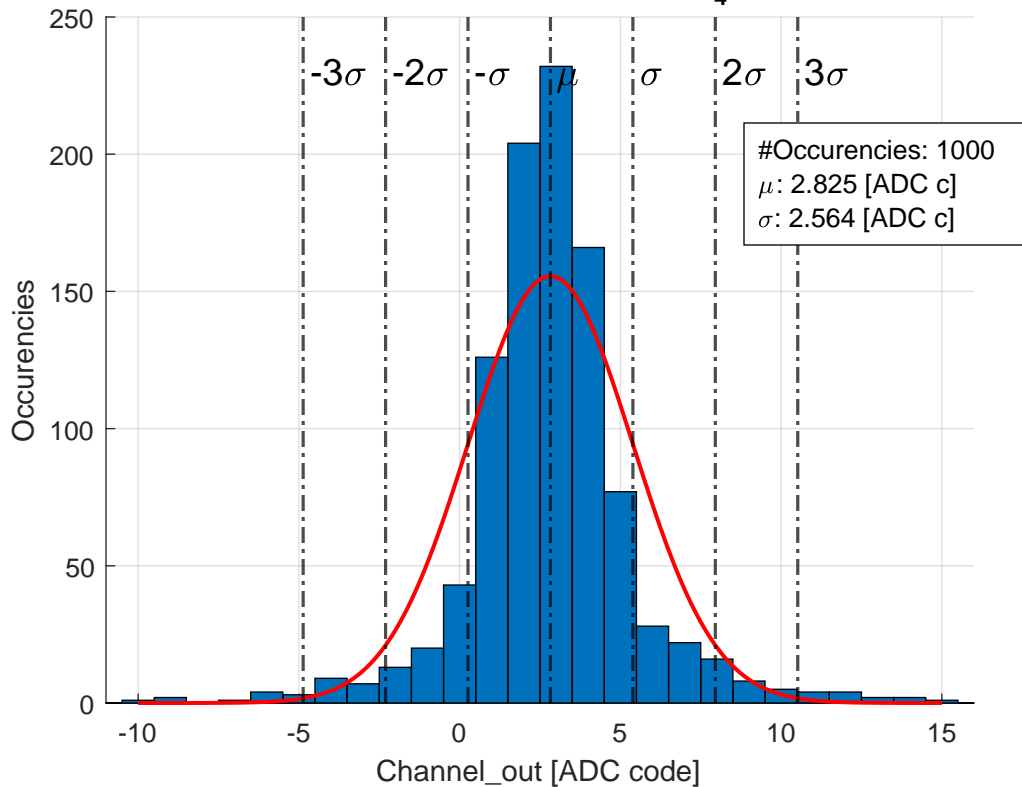 4
250
200
150
100
50
0
-3σ -2σ -σ μ σ 2σ 3σ
#Occurencies: 1000
μ: 2.825 [ADC c]
σ: 2.564 [ADC c]
Occurencies
-10 -5 0 5 10 15
Channel_out [ADC code]